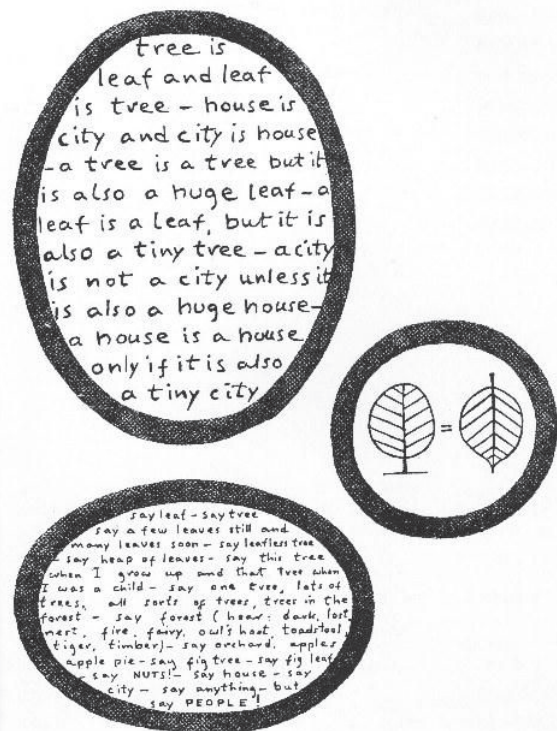 tree is
leaf and leaf
is tree – house is
city and city is house
– a tree is a tree but it
is also a huge leaf – a
leaf is a leaf, but it is
also a tiny tree – a city
is not a city unless it
is also a huge house –
a house is a house
only if it is also
a tiny city
=
say leaf – say tree
say a few leaves still and
many leaves soon – say leafless tree
– say heap of leaves – say this tree
when I grow up and that tree when
I was a child – say one tree, lots of
trees, all sorts of trees, trees in the
forest – say forest (hear: dark, lost,
nest, fire, fairy, owl's hoot, toadstool,
tiger, timber) – say orchard, apples
apple pie – say fig tree – say fig leaf
– say NUTS! – say house – say
city – say anything – but
say PEOPLE!